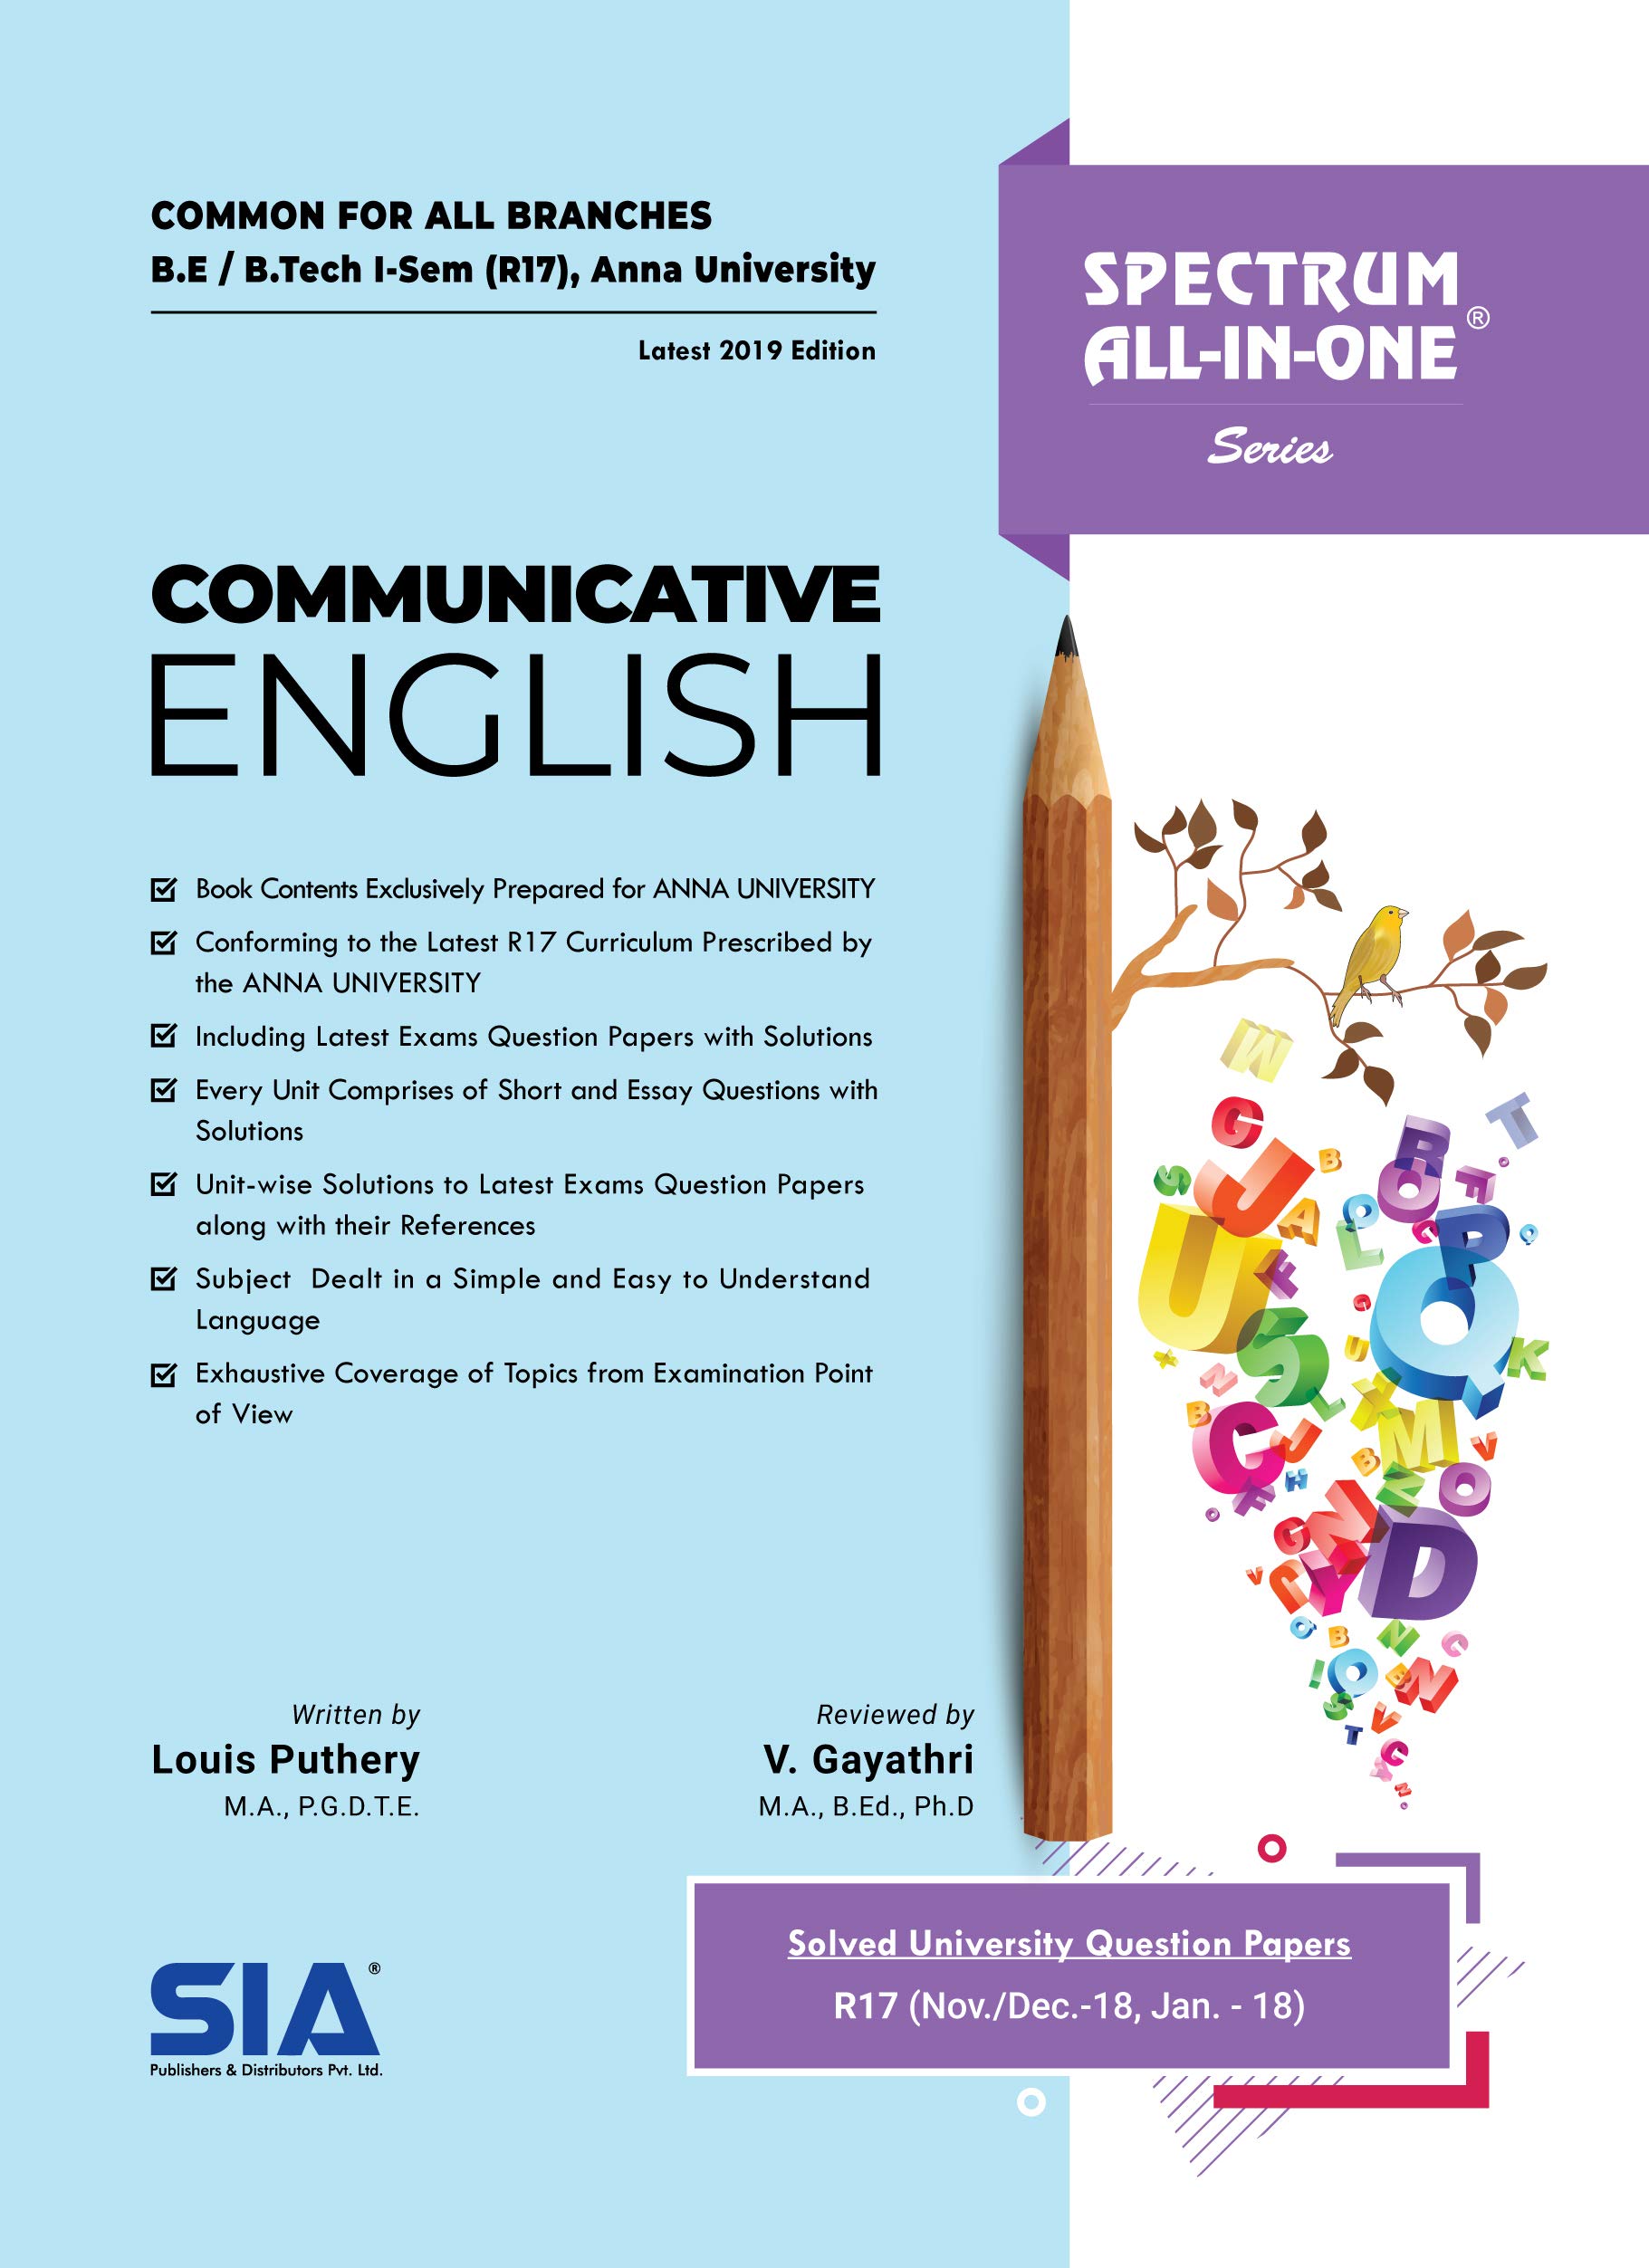 COMMON FOR ALL BRANCHES
B.E / B.Tech I-Sem (R17), Anna University
Latest 2019 Edition
SPECTRUM
ALL-IN-ONE®
Series
COMMUNICATIVE
ENGLISH
Book Contents Exclusively Prepared for ANNA UNIVERSITY
Conforming to the Latest R17 Curriculum Prescribed by
the ANNA UNIVERSITY
Including Latest Exams Question Papers with Solutions
Every Unit Comprises of Short and Essay Questions with
Solutions
Unit-wise Solutions to Latest Exams Question Papers
along with their References
Subject Dealt in a Simple and Easy to Understand
Language
Exhaustive Coverage of Topics from Examination Point
of View
Written by
Louis Puthery
M.A., P.G.D.T.E.
Reviewed by
V. Gayathri
M.A., B.Ed., Ph.D
Solved University Question Papers
R17 (Nov./Dec.-18, Jan. - 18)
SIA®
Publishers & Distributors Pvt. Ltd.